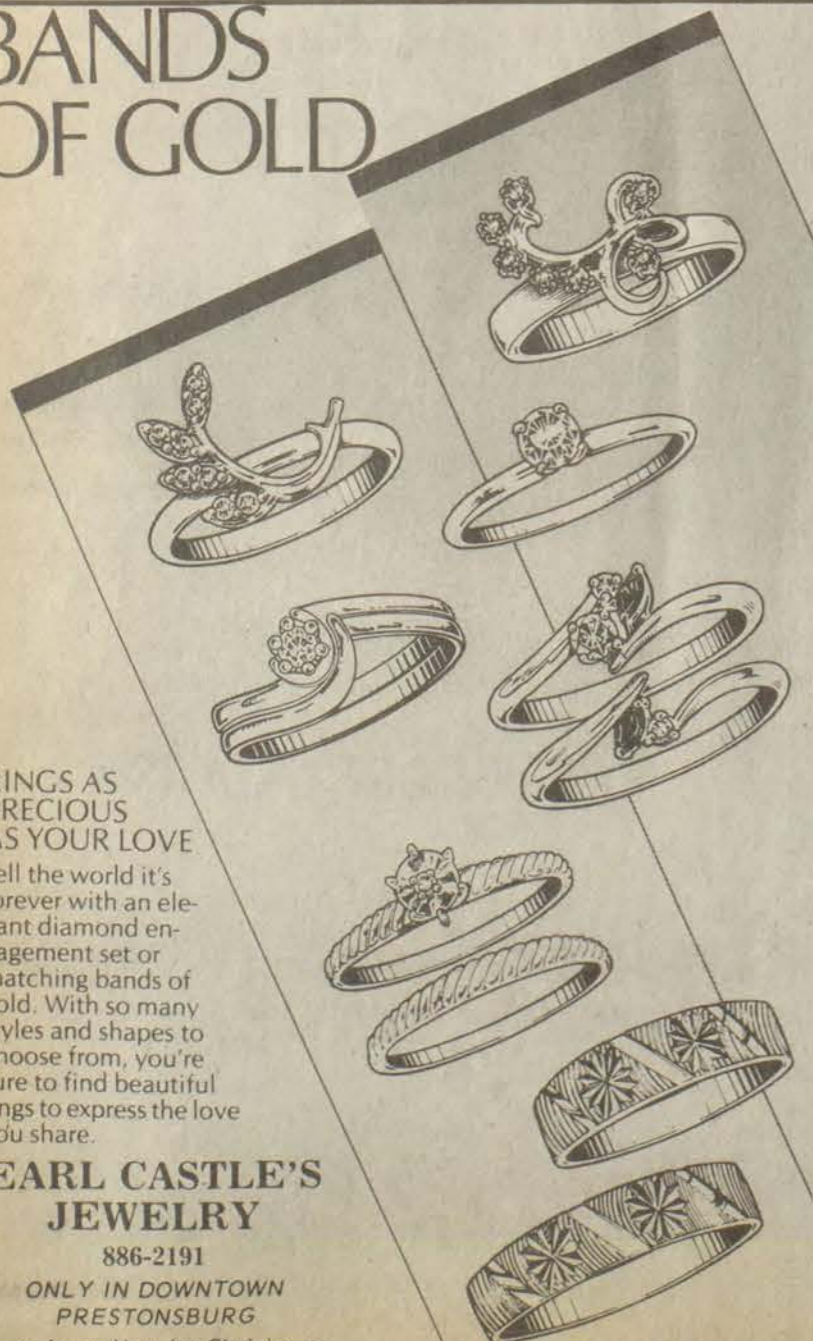 BANDS
OF GOLD
INGS AS
RECIOUS
AS YOUR LOVE
ell the world it's
orever with an ele-
ant diamond en-
agement set or
natching bands of
old. With so many
yles and shapes to
hoose from, you're
ure to find beautiful
ngs to express the love
ou share.
EARL CASTLE'S
JEWELRY
886-2191
ONLY IN DOWNTOWN
PRESTONSBURG